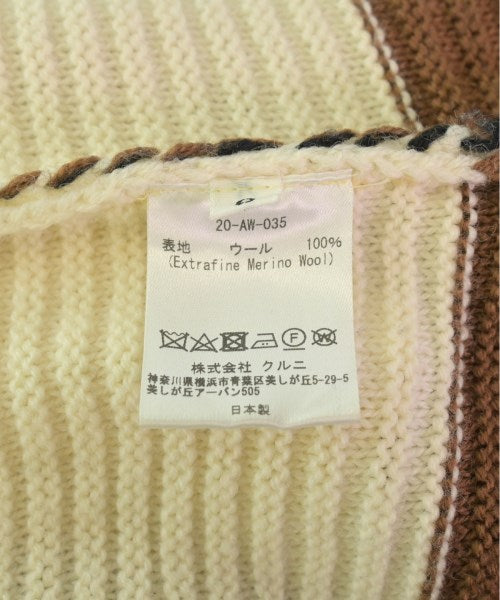 20-AW-035
表地 ウール 100%
(Extrafine Merino Wool)
株式会社 クルニ
神奈川県横浜市青葉区美しが丘5-29-5
美しが丘アーバン505
日本製